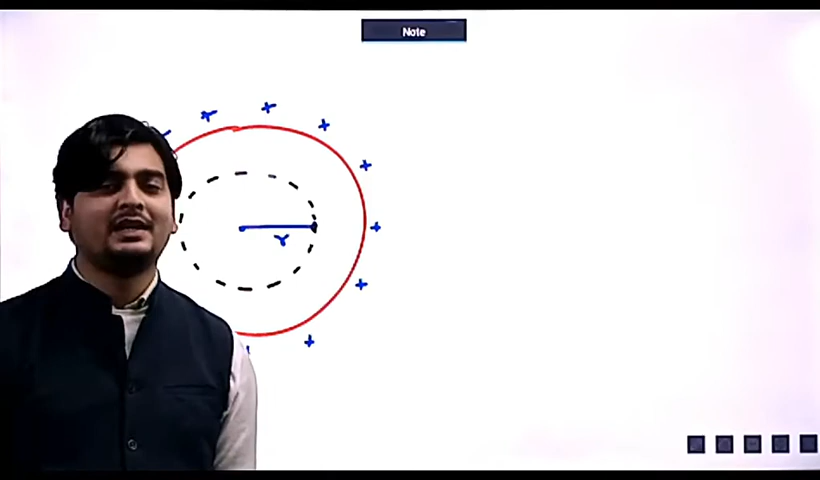 Note
+ + + + + + + + +
r